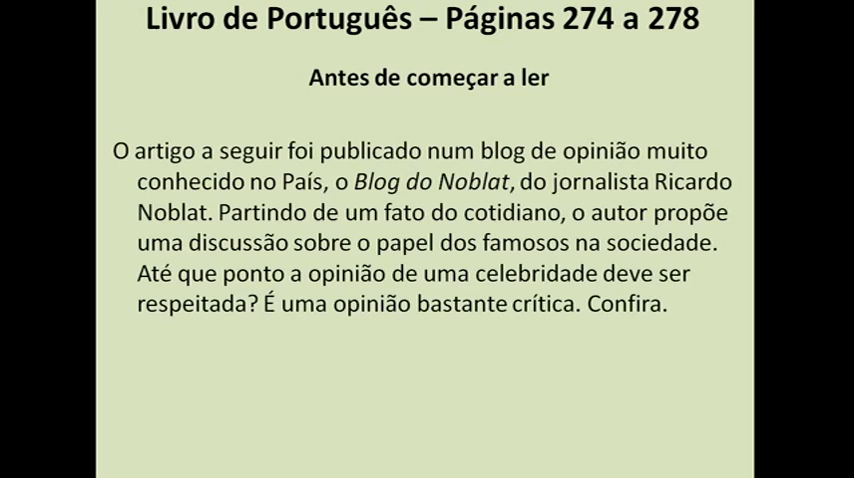 Livro de Português – Páginas 274 a 278
Antes de começar a ler
O artigo a seguir foi publicado num blog de opinião muito
conhecido no País, o Blog do Noblat, do jornalista Ricardo
Noblat. Partindo de um fato do cotidiano, o autor propõe
uma discussão sobre o papel dos famosos na sociedade.
Até que ponto a opinião de uma celebridade deve ser
respeitada? É uma opinião bastante crítica. Confira.